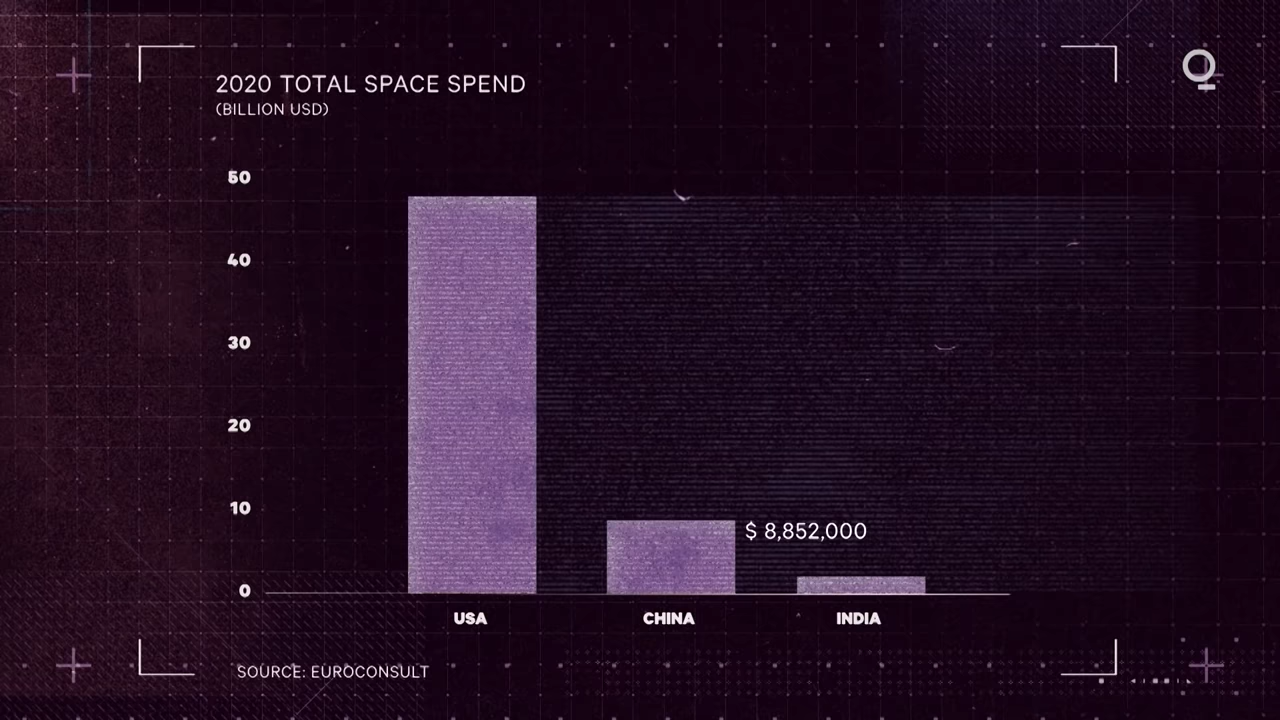 2020 TOTAL SPACE SPEND
(BILLION USD)
50
40
30
20
10
0
$ 8,852,000
USA CHINA INDIA
SOURCE: EUROCONSULT